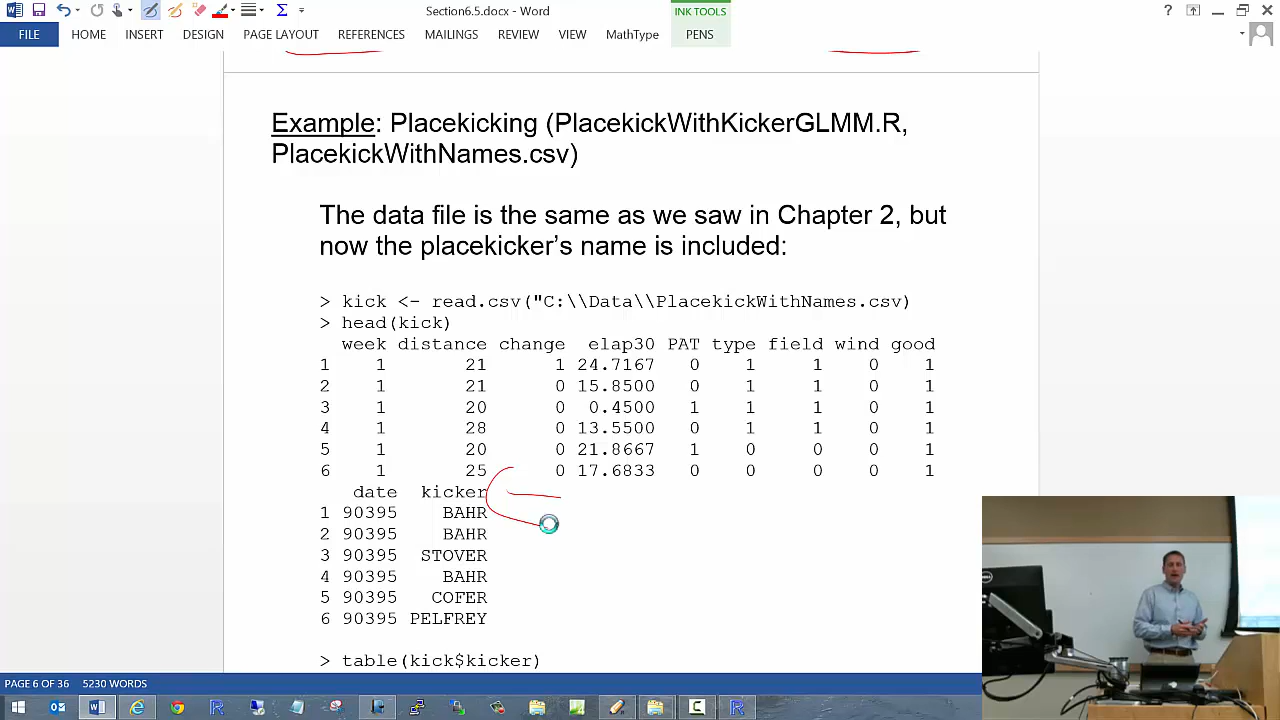 Section6.5.docx - Word
INK TOOLS
FILE HOME INSERT DESIGN PAGE LAYOUT REFERENCES MAILINGS REVIEW VIEW MathType PENS
Example: Placekicking (PlacekickWithKickerGLMM.R,
PlacekickWithNames.csv)
The data file is the same as we saw in Chapter 2, but
now the placekicker's name is included:
> kick <- read.csv("C:\\Data\\PlacekickWithNames.csv)
> head(kick)
week distance change elap30 PAT type field wind good
1 1 21 1 24.7167 0 1 1 0 1
2 1 21 0 15.8500 0 1 1 0 1
3 1 20 0 0.4500 1 1 1 0 1
4 1 28 0 13.5500 0 1 1 0 1
5 1 20 0 21.8667 1 0 0 0 1
6 1 25 0 17.6833 0 0 0 0 1
date kicker
1 90395 BAHR
2 90395 BAHR
3 90395 STOVER
4 90395 BAHR
5 90395 COFER
6 90395 PELFREY
> table(kick$kicker)
PAGE 6 OF 36 5230 WORDS